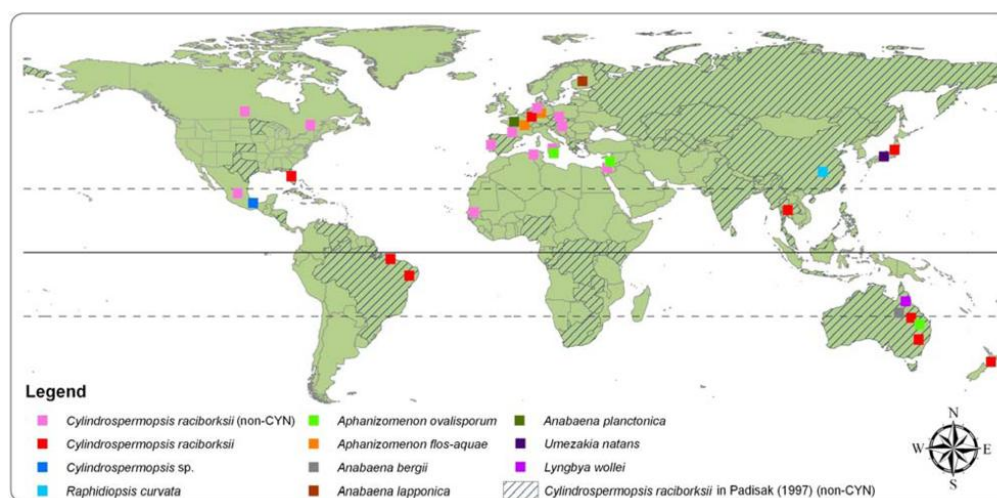 N
W E
S
Legend
Cylindrospermopsis raciborksii (non-CYN)
Cylindrospermopsis raciborksii
Cylindrospermopsis sp.
Raphidiopsis curvata
Aphanizomenon ovalisporum
Aphanizomenon flos-aquae
Anabaena bergii
Anabaena lapponica
Anabaena planctonica
Umezakia natans
Lyngbya wollei
Cylindrospermopsis raciborksii in Padisak (1997) (non-CYN)